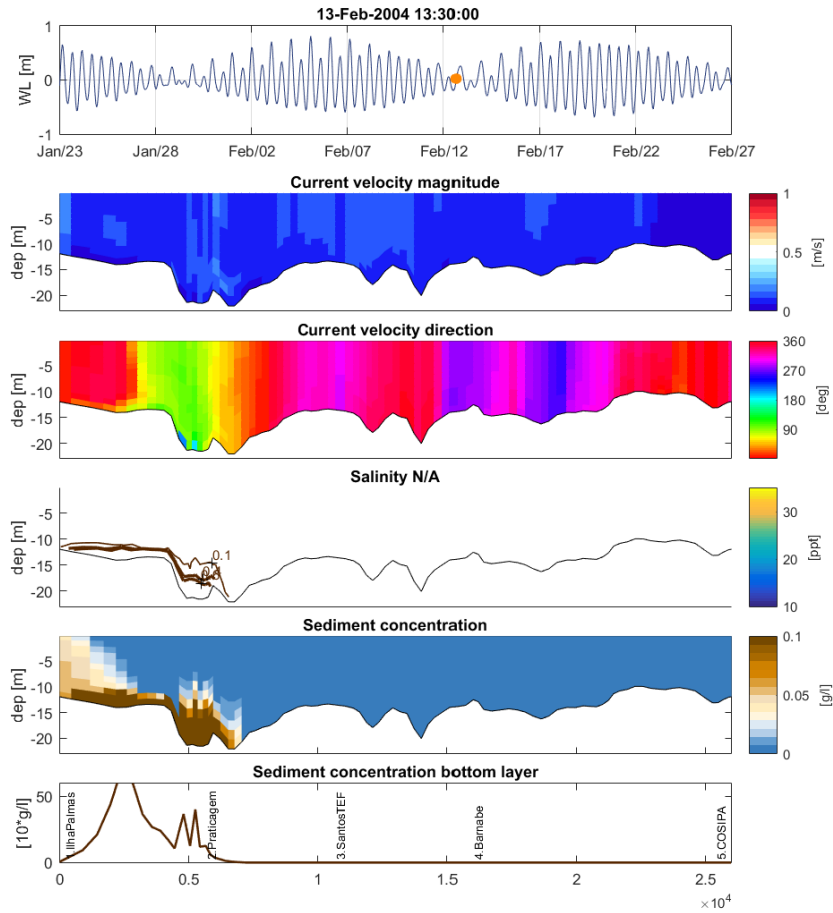 13-Feb-2004 13:30:00
WL [m]
1
0
-1
Jan/23 Jan/28 Feb/02 Feb/07 Feb/12 Feb/17 Feb/22 Feb/27
Current velocity magnitude
dep [m]
-5
-10
-15
-20
1
0.5
0
[m/s]
Current velocity direction
dep [m]
-5
-10
-15
-20
360
270
180
90
[deg]
Salinity N/A
dep [m]
-5
-10
-15
-20
0.1
30
20
10
[ppt]
Sediment concentration
dep [m]
-5
-10
-15
-20
0.1
0.05
0
[g/l]
Sediment concentration bottom layer
[10*g/l]
50
0
1.IlhaPalmas
2.Praticagem
3.SantosTEF
4.Barnabe
5.COSIPA
0 0.5 1 1.5 2 2.5
×10⁴